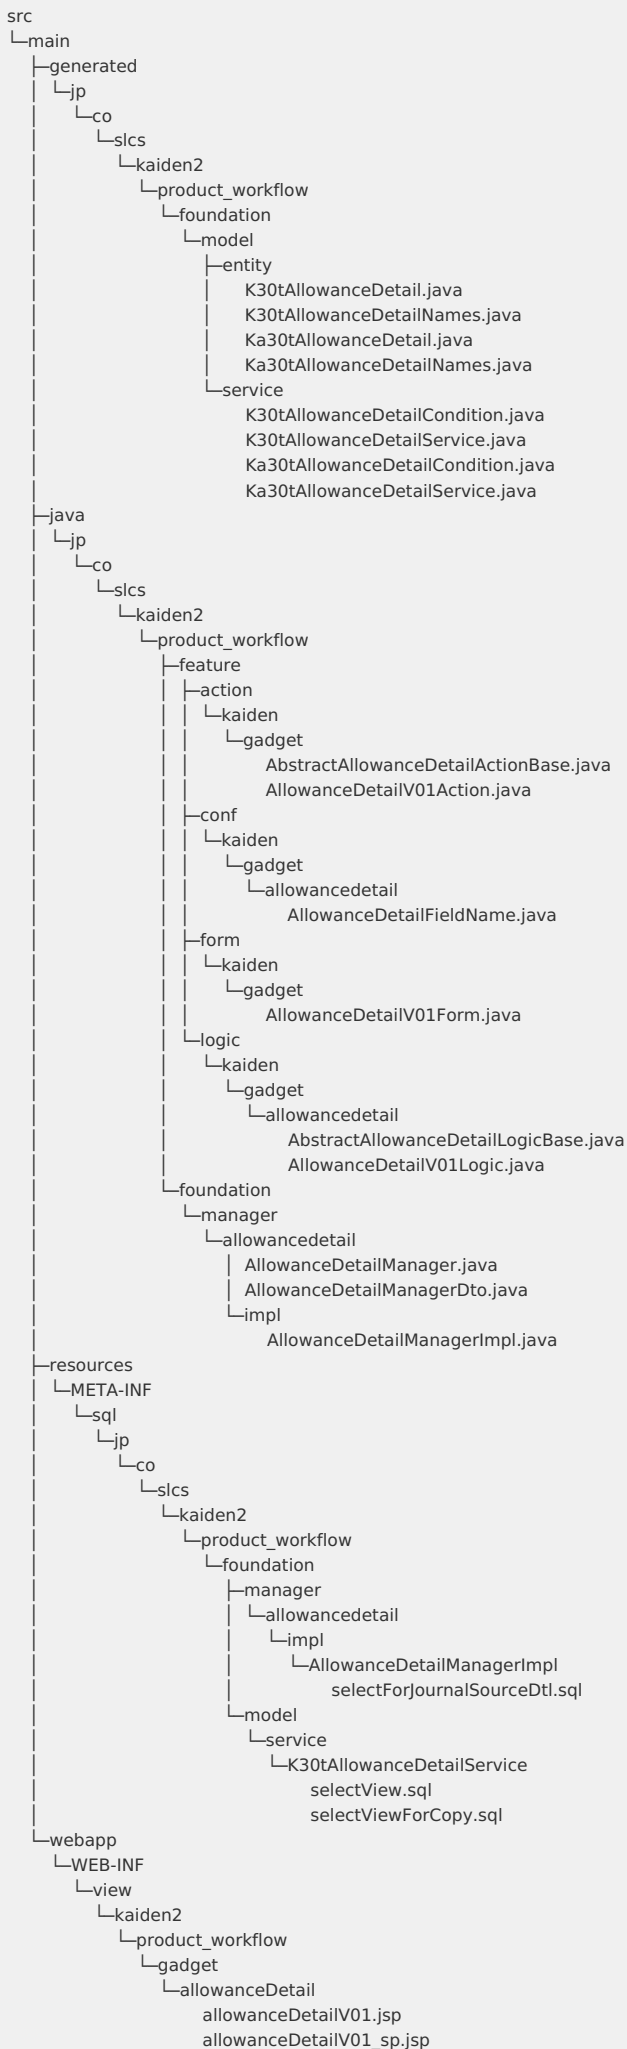 src
└─main
├─generated
│ └─jp
│ └─co
│ └─slcs
│ └─kaiden2
│ └─product_workflow
│ └─foundation
│ └─model
│ ├─entity
│ │ K30tAllowanceDetail.java
│ │ K30tAllowanceDetailNames.java
│ │ Ka30tAllowanceDetail.java
│ │ Ka30tAllowanceDetailNames.java
│ └─service
│ K30tAllowanceDetailCondition.java
│ K30tAllowanceDetailService.java
│ Ka30tAllowanceDetailCondition.java
│ Ka30tAllowanceDetailService.java
├─java
│ └─jp
│ └─co
│ └─slcs
│ └─kaiden2
│ └─product_workflow
│ ├─feature
│ │ ├─action
│ │ │ └─kaiden
│ │ │ └─gadget
│ │ │ AbstractAllowanceDetailActionBase.java
│ │ │ AllowanceDetailV01Action.java
│ │ ├─conf
│ │ │ └─kaiden
│ │ │ └─gadget
│ │ │ └─allowancedetail
│ │ │ AllowanceDetailFieldName.java
│ │ ├─form
│ │ │ └─kaiden
│ │ │ └─gadget
│ │ │ AllowanceDetailV01Form.java
│ │ └─logic
│ │ └─kaiden
│ │ └─gadget
│ │ └─allowancedetail
│ │ AbstractAllowanceDetailLogicBase.java
│ │ AllowanceDetailV01Logic.java
│ └─foundation
│ └─manager
│ └─allowancedetail
│ │ AllowanceDetailManager.java
│ │ AllowanceDetailManagerDto.java
│ └─impl
│ AllowanceDetailManagerImpl.java
├─resources
│ └─META-INF
│ └─sql
│ └─jp
│ └─co
│ └─slcs
│ └─kaiden2
│ └─product_workflow
│ └─foundation
│ ├─manager
│ │ └─allowancedetail
│ │ └─impl
│ │ └─AllowanceDetailManagerImpl
│ │ selectForJournalSourceDtl.sql
│ └─model
│ └─service
│ └─K30tAllowanceDetailService
│ selectView.sql
│ selectViewForCopy.sql
└─webapp
└─WEB-INF
└─view
└─kaiden2
└─product_workflow
└─gadget
└─allowanceDetail
allowanceDetailV01.jsp
allowanceDetailV01_sp.jsp